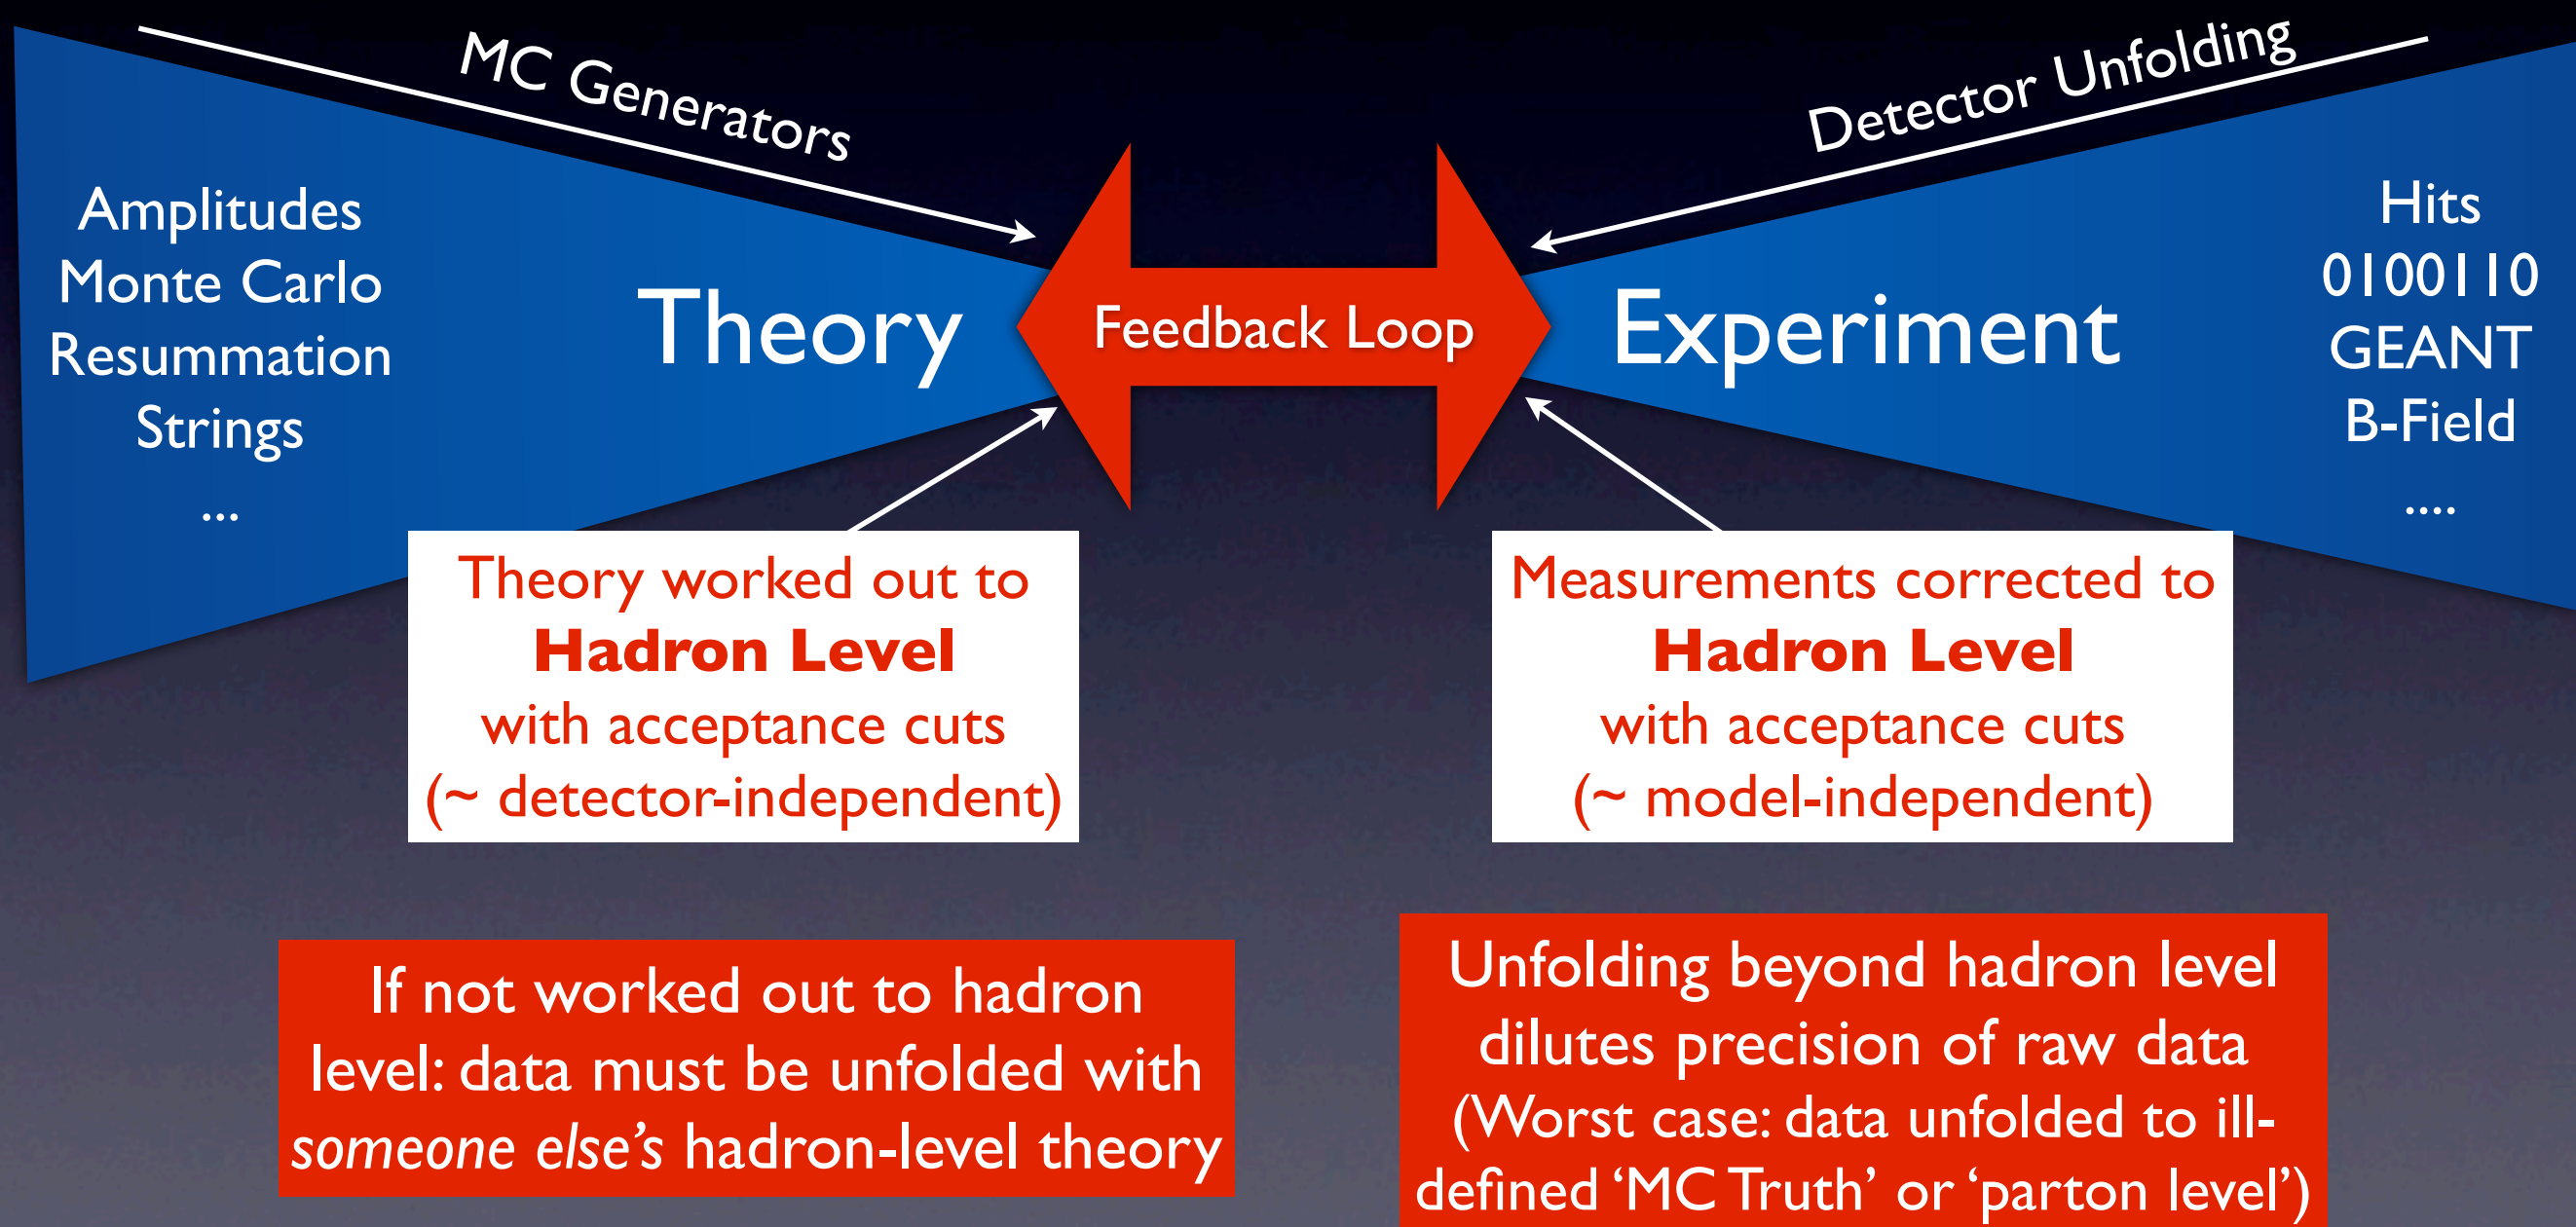 MC Generators
Detector Unfolding
Amplitudes
Monte Carlo
Resummation
Strings
...
Theory
Feedback Loop
Experiment
Hits
0100110
GEANT
B-Field
....
Theory worked out to
Hadron Level
with acceptance cuts
(~ detector-independent)
Measurements corrected to
Hadron Level
with acceptance cuts
(~ model-independent)
If not worked out to hadron
level: data must be unfolded with
someone else’s hadron-level theory
Unfolding beyond hadron level
dilutes precision of raw data
(Worst case: data unfolded to ill-
defined ‘MC Truth’ or ‘parton level’)